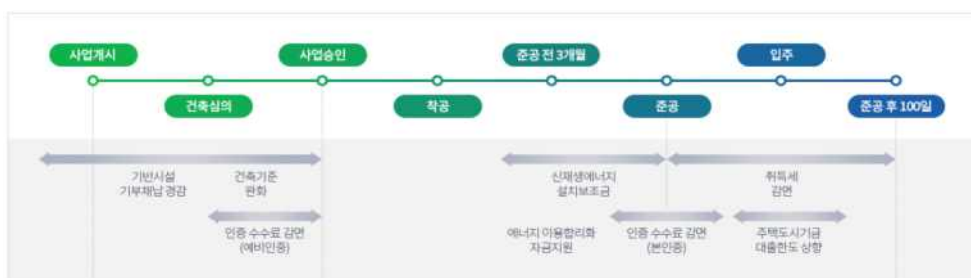 사업개시
사업승인
준공 전 3개월
입주
건축심의
착공
준공
준공 후 100일
기반시설
기부채납 경감
건축기준
완화
신재생에너지
설치보조금
취득세
감면
인증 수수료 감면
(예비인증)
에너지 이용합리화
자금지원
인증 수수료 감면
(본인증)
주택도시기금
대출한도 상향